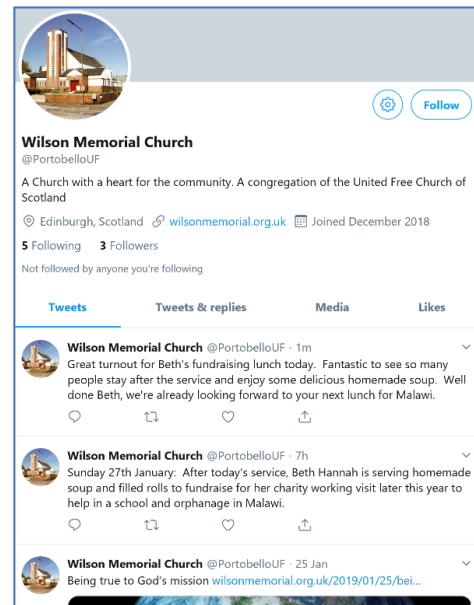 Follow
Wilson Memorial Church
@PortobelloUF
A Church with a heart for the community. A congregation of the United Free Church of
Scotland
Edinburgh, Scotland wilsonmemorial.org.uk Joined December 2018
5 Following 3 Followers
Not followed by anyone you're following
Tweets Tweets & replies Media Likes
Wilson Memorial Church @PortobelloUF · 1m
Great turnout for Beth's fundraising lunch today.  Fantastic to see so many
people stay after the service and enjoy some delicious homemade soup.  Well
done Beth, we're already looking forward to your next lunch for Malawi.
Wilson Memorial Church @PortobelloUF · 7h
Sunday 27th January:  After today's service, Beth Hannah is serving homemade
soup and filled rolls to fundraise for her charity working visit later this year to
help in a school and orphanage in Malawi.
Wilson Memorial Church @PortobelloUF · 25 Jan
Being true to God's mission wilsonmemorial.org.uk/2019/01/25/bei...